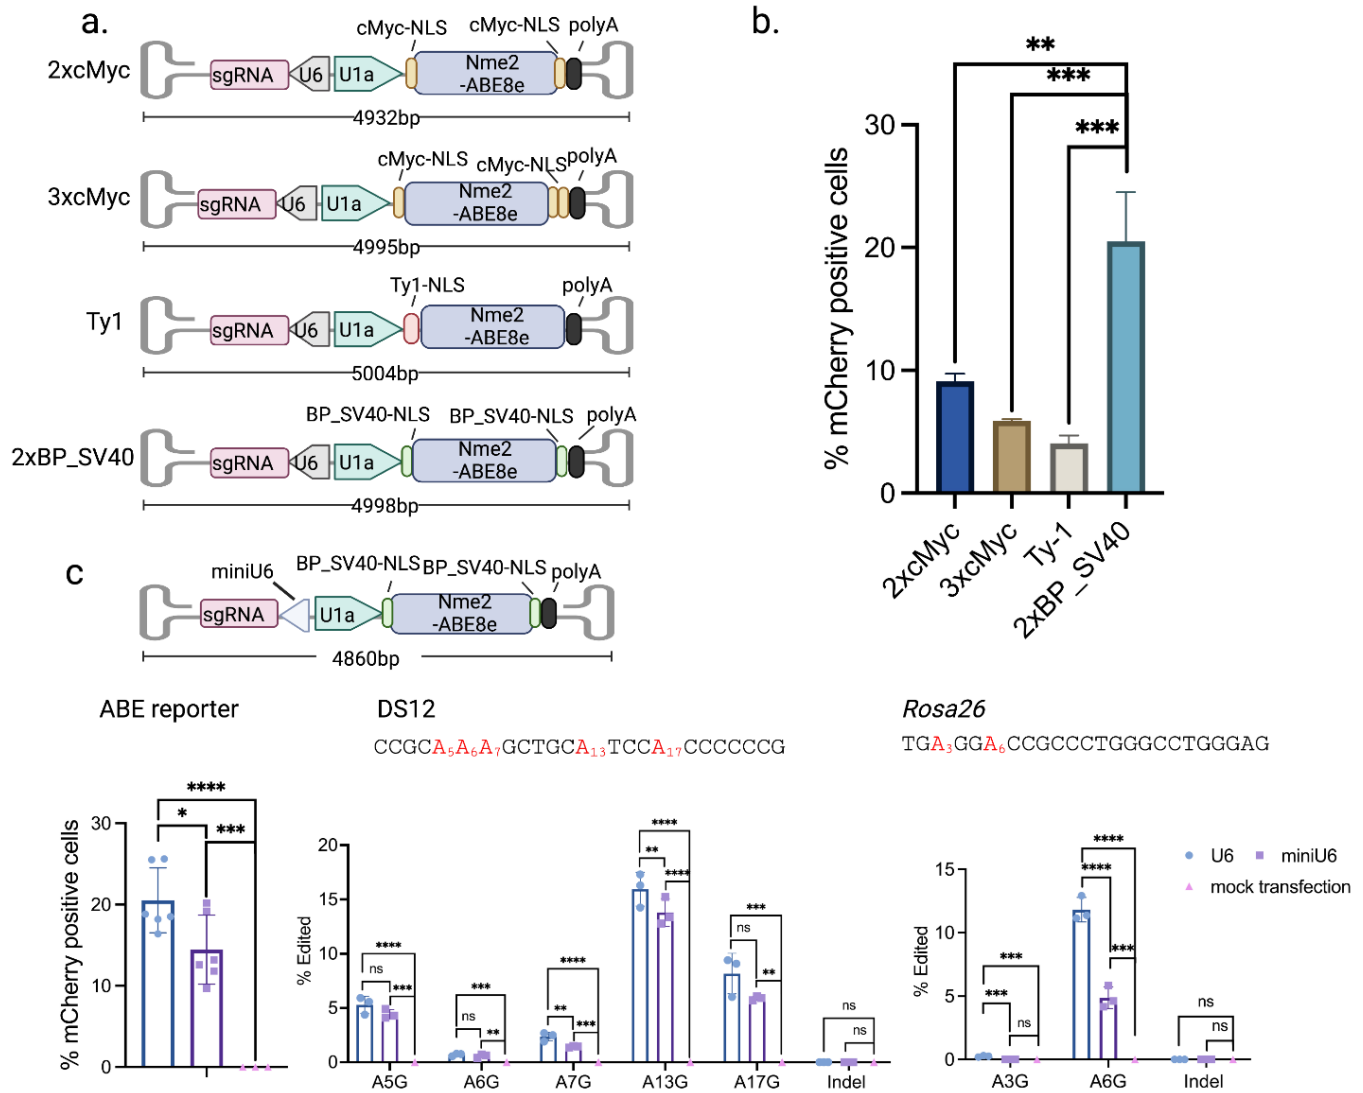 a.
cMyc-NLS cMyc-NLS polyA
2xcMyc
sgRNA U6 U1a Nme2
-ABE8e
4932bp
cMyc-NLS cMyc-NLS polyA
3xcMyc
sgRNA U6 U1a Nme2
-ABE8e
4995bp
Ty1-NLS polyA
Ty1
sgRNA U6 U1a Nme2
-ABE8e
5004bp
BP_SV40-NLS BP_SV40-NLS polyA
2xBP_SV40
sgRNA U6 U1a Nme2
-ABE8e
4998bp
b.
**
***
***
% mCherry positive cells
30
20
10
0
2xcMyc
3xcMyc
Ty-1
2xBP_SV40
c
miniU6 BP_SV40-NLS BP_SV40-NLS polyA
sgRNA U1a Nme2
-ABE8e
4860bp
ABE reporter
****
*
***
% mCherry positive cells
30
20
10
0
DS12
CCGCA5A6A7GCTGCA13TCCA17CCCCCCG
% Edited
20
15
10
5
0
****
ns
***
***
ns
**
****
**
***
****
**
****
***
ns
**
ns
ns
A5G A6G A7G A13G A17G Indel
Rosa26
TGA3GGA6CCGCCCTGGGCCTGGGAG
% Edited
15
10
5
0
***
***
ns
****
****
***
ns
ns
A3G A6G Indel
U6 miniU6
mock transfection